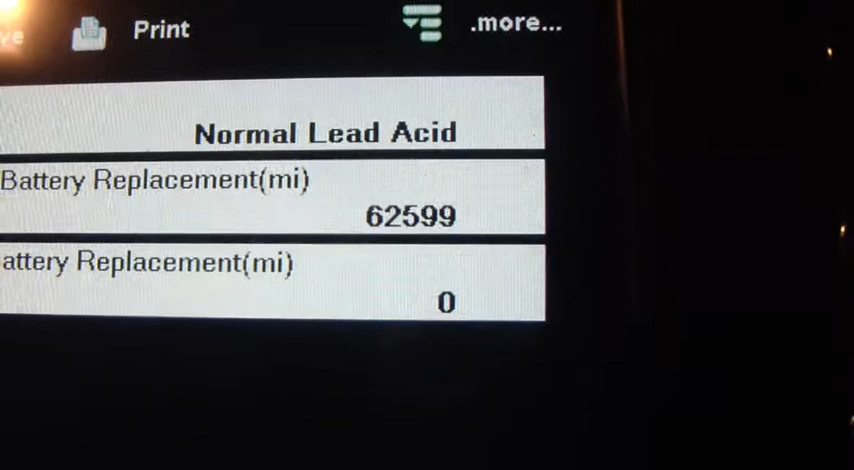 ve Print .more...
Normal Lead Acid
Battery Replacement(mi)
62599
attery Replacement(mi)
0